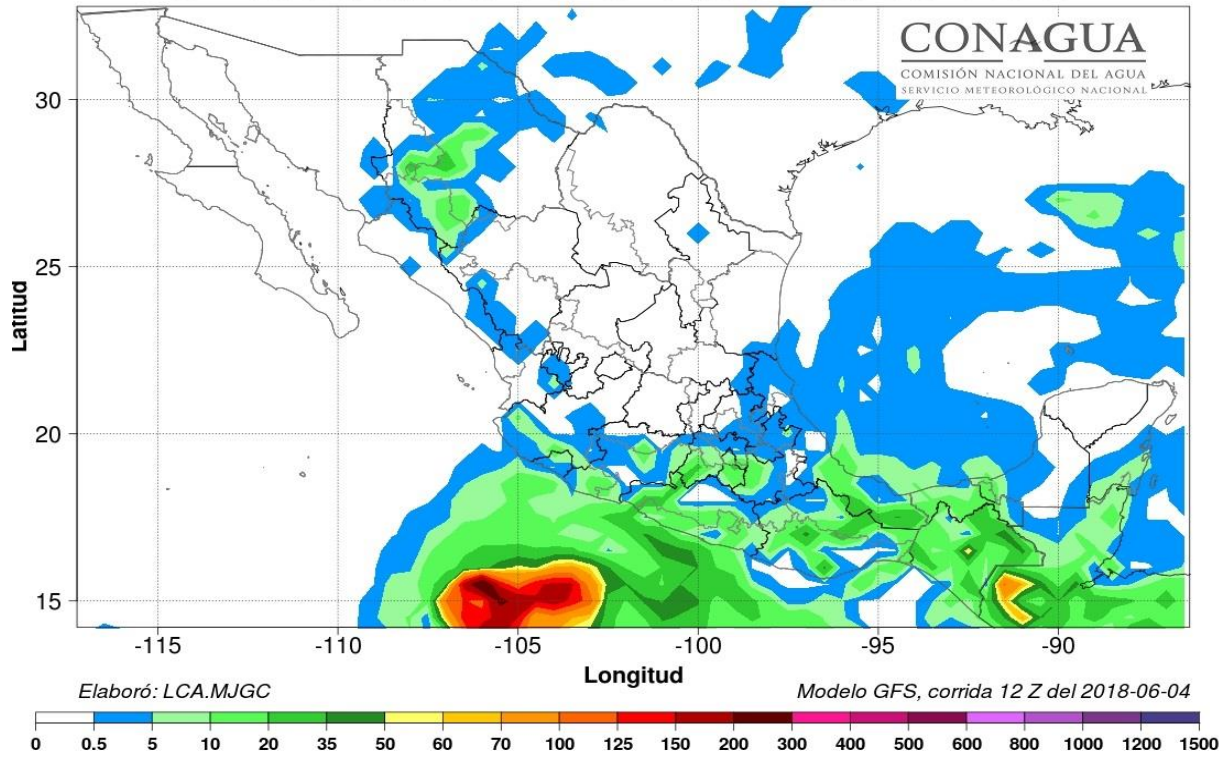 CONAGUA
COMISIÓN NACIONAL DEL AGUA
SERVICIO METEOROLÓGICO NACIONAL
30
25
20
15
Latitud
-115 -110 -105 -100 -95 -90
Longitud
Elaboró: LCA.MJGC
Modelo GFS, corrida 12 Z del 2018-06-04
0 0.5 5 10 20 35 50 60 70 100 125 150 200 300 400 500 600 800 1000 1200 1500